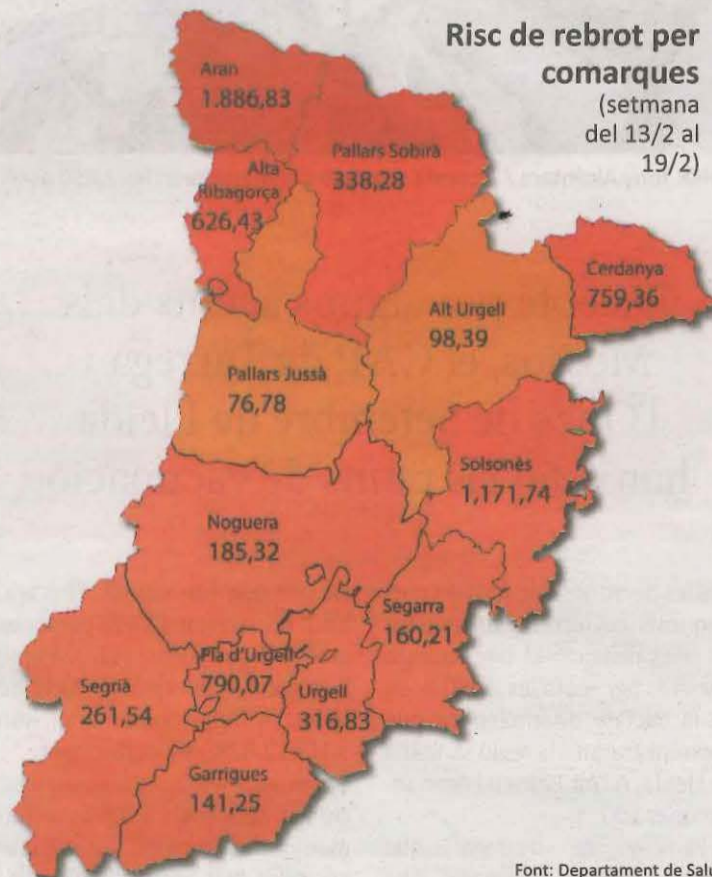 Risc de rebrot per
comarques
(setmana
del 13/2 al
19/2)
Aran
1.886,83
Alta
Ribagorça
626,43
Pallars Sobirà
338,28
Cerdanya
759,36
Alt Urgell
98,39
Pallars Jussà
76,78
Solsonès
1,171,74
Noguera
185,32
Segarra
160,21
Pla d'Urgell
790,07
Urgell
316,83
Segrià
261,54
Garrigues
141,25
Font: Departament de Salut